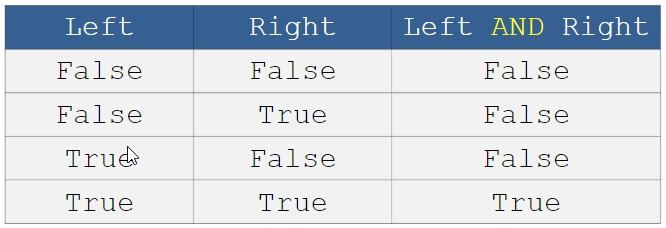 Left Right Left AND Right
False False False
False True False
True False False
True True True